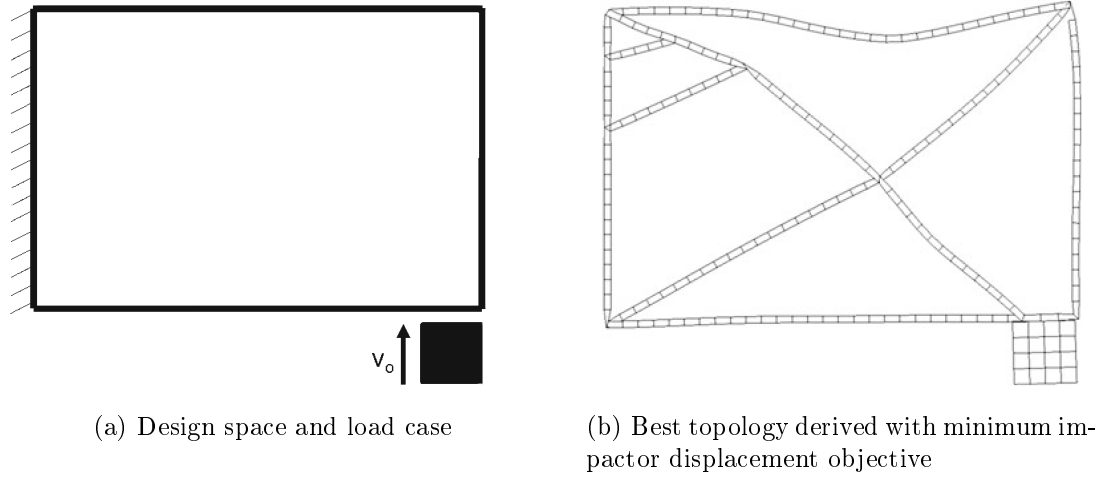 v₀
(a) Design space and load case
(b) Best topology derived with minimum im-
pactor displacement objective